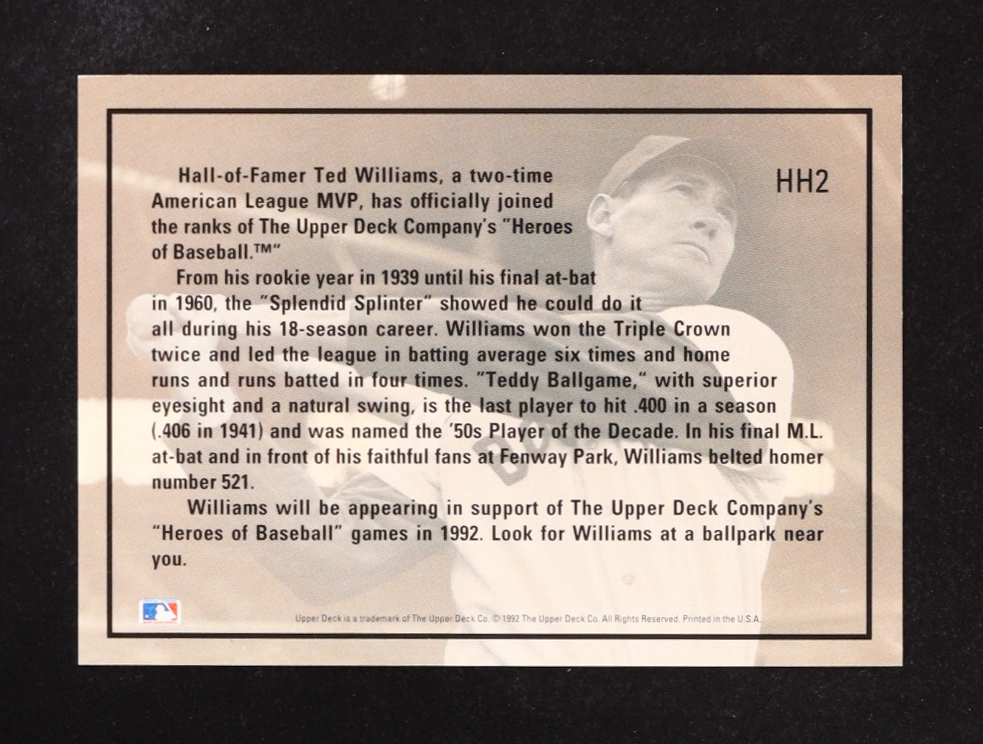 HH2
Hall-of-Famer Ted Williams, a two-time
American League MVP, has officially joined
the ranks of The Upper Deck Company's "Heroes
of Baseball.™"
From his rookie year in 1939 until his final at-bat
in 1960, the "Splendid Splinter" showed he could do it
all during his 18-season career. Williams won the Triple Crown
twice and led the league in batting average six times and home
runs and runs batted in four times. "Teddy Ballgame," with superior
eyesight and a natural swing, is the last player to hit .400 in a season
(.406 in 1941) and was named the '50s Player of the Decade. In his final M.L.
at-bat and in front of his faithful fans at Fenway Park, Williams belted homer
number 521.
Williams will be appearing in support of The Upper Deck Company's
"Heroes of Baseball" games in 1992. Look for Williams at a ballpark near
you.
Upper Deck is a trademark of The Upper Deck Co. © 1992 The Upper Deck Co. All Rights Reserved. Printed in the U.S.A.